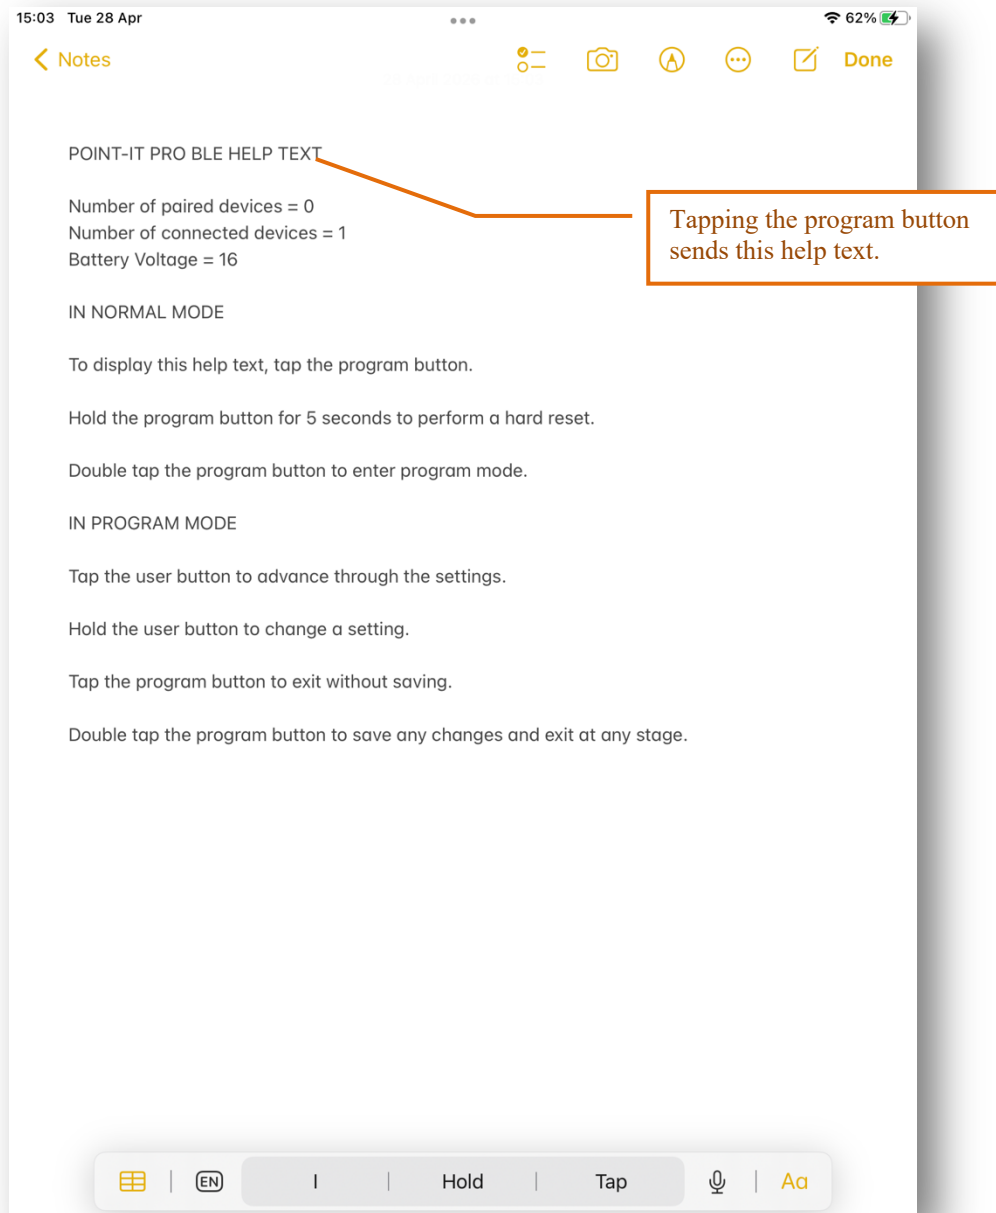 15:03 Tue 28 Apr
62%
Notes
Done
POINT-IT PRO BLE HELP TEXT
Number of paired devices = 0
Number of connected devices = 1
Battery Voltage = 16
Tapping the program button
sends this help text.
IN NORMAL MODE
To display this help text, tap the program button.
Hold the program button for 5 seconds to perform a hard reset.
Double tap the program button to enter program mode.
IN PROGRAM MODE
Tap the user button to advance through the settings.
Hold the user button to change a setting.
Tap the program button to exit without saving.
Double tap the program button to save any changes and exit at any stage.
EN
I
Hold
Tap
Aa